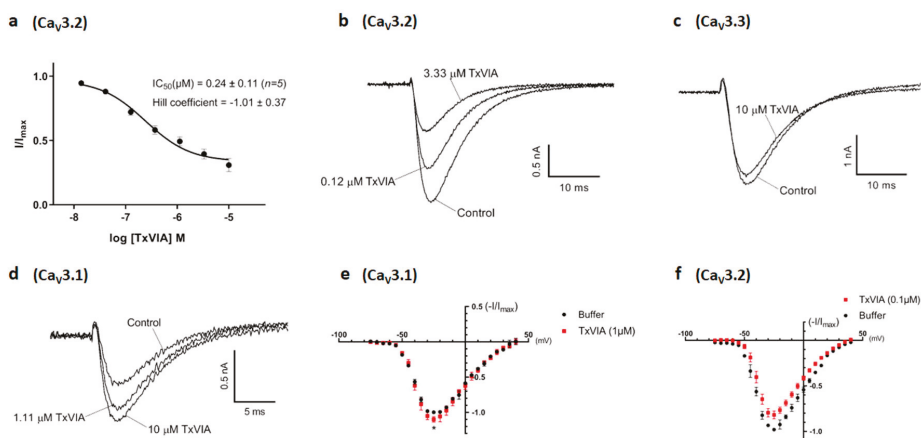 a (CaV3.2)
I/Imax
1.0
0.5
0.0
IC50(μM) = 0.24 ± 0.11 (n=5)
Hill coefficient = -1.01 ± 0.37
-8 -7 -6 -5 -4
log [TxVIA] M
b (CaV3.2)
3.33 μM TxVIA
0.12 μM TxVIA
Control
0.5 nA
10 ms
c (CaV3.3)
10 μM TxVIA
Control
1 nA
10 ms
d (CaV3.1)
Control
1.11 μM TxVIA
10 μM TxVIA
0.5 nA
5 ms
e (CaV3.1)
(-I/Imax)
Buffer
TxVIA (1μM)
-100 -50 0 50
(mV)
-0.5
-1.0
*
f (CaV3.2)
(-I/Imax)
TxVIA (0.1μM)
Buffer
-100 -50 0 50
(mV)
-0.5
-1.0